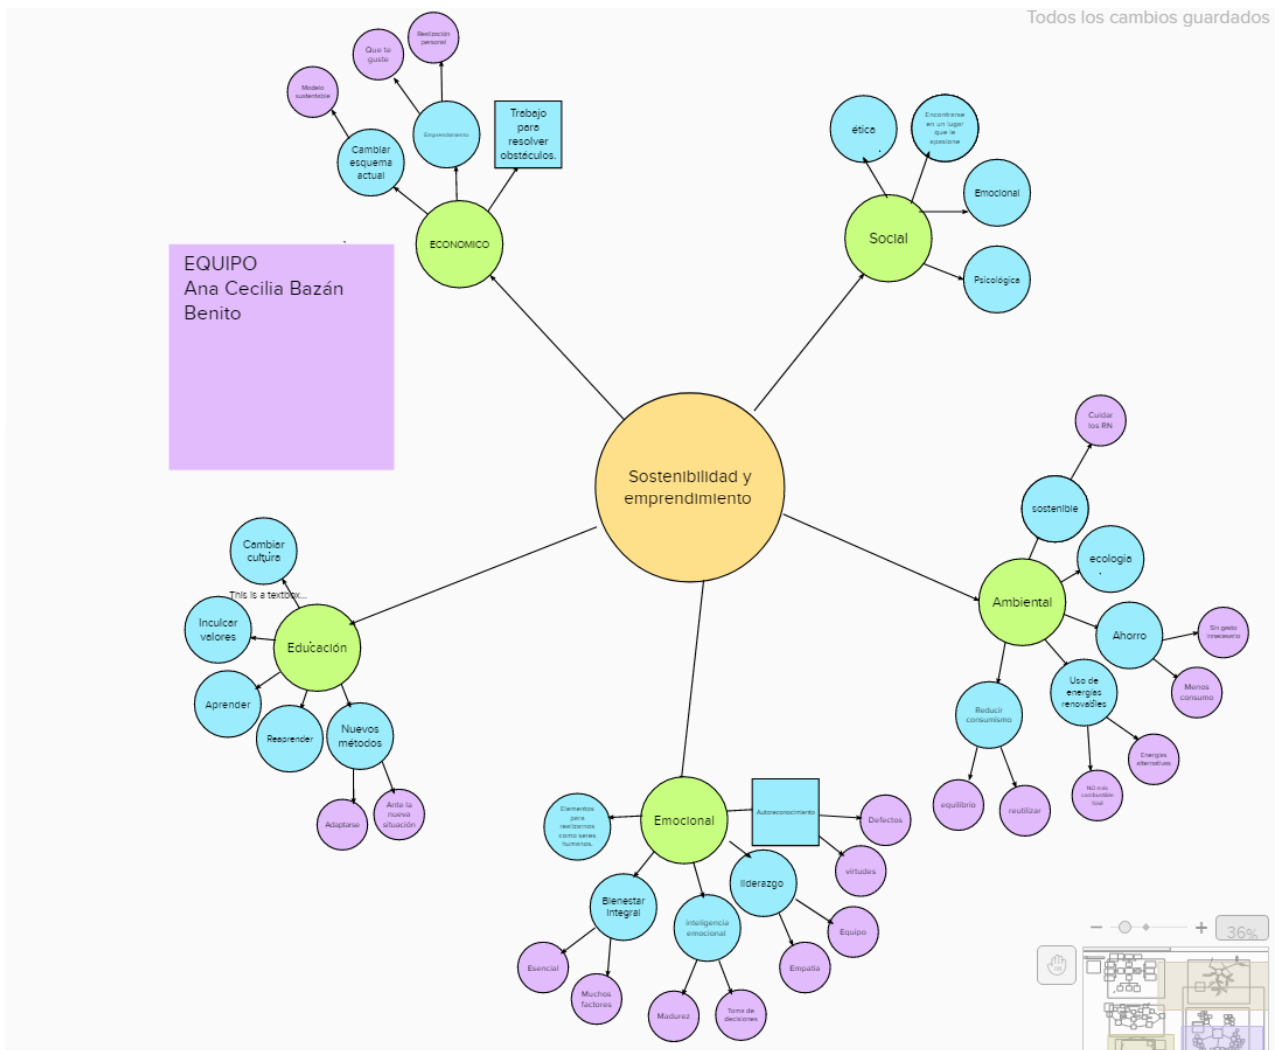 Todos los cambios guardados
Realización
personal
Que te
guste
Modelo
sustentable
Emprendimiento
Trabajo
para
resolver
obstáculos.
Cambiar
esquema
actual
ECONOMICO
ética
Encontrarse
en un lugar
que le
apasione
Emocional
Social
Psicológica
EQUIPO
Ana Cecilia Bazán
Benito
Sostenibilidad y
emprendimiento
Cuidar
los RN
sostenible
ecologia
Ambiental
Ahorro
Sin gasto
innecesario
Menos
consumo
Uso de
energías
renovables
Reducir
consumismo
Energías
alternativas
NO más
combustible
fósil
equilibrio
reutilizar
Cambiar
cultura
This is a textbox...
Inculcar
valores
Educación
Aprender
Reaprender
Nuevos
métodos
Adaptarse
Ante la
nueva
situación
Elementos
para
realizarnos
como seres
humanos.
Emocional
Autoreconocimiento
Defectos
virtudes
liderazgo
Bienestar
Integral
inteligencia
emocional
Equipo
Empatía
Esencial
Muchos
factores
Madurez
Toma de
decisiones
36%